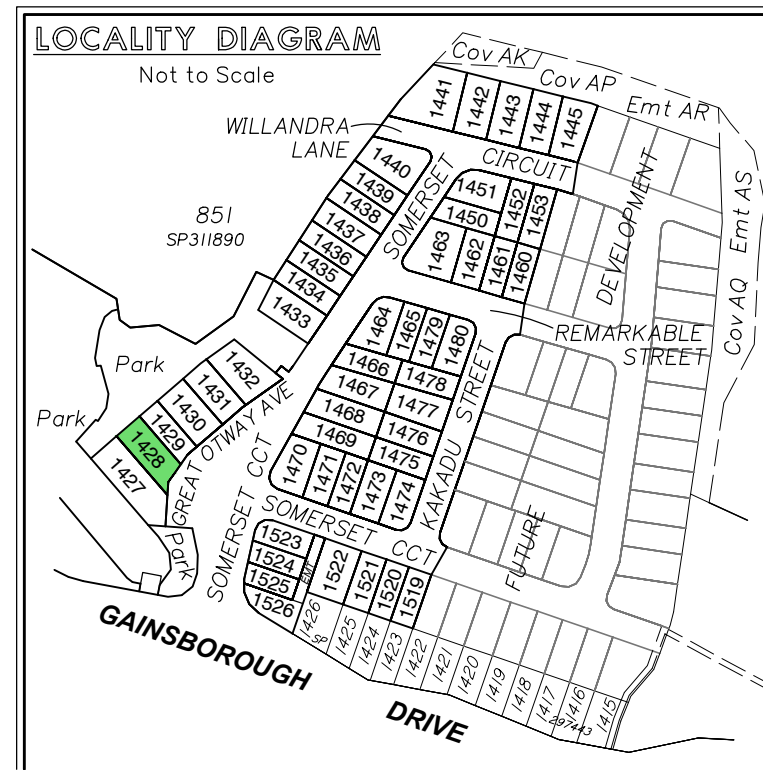 LOCALITY DIAGRAM
Not to Scale
Cov AK
Cov AP
Emt AR
1441
1442
1443
1444
1445
WILLANDRA
LANE
CIRCUIT
SOMERSET
1440
1439
1438
1437
1436
1435
1434
1433
851
SP311890
1451
1452
1453
1450
1463
1462
1461
1460
DEVELOPMENT
Emt AS
Cov AQ
REMARKABLE
STREET
1464
1465
1479
1480
1466
1478
1467
1477
1468
1476
1469
1475
1470
1471
1472
1473
1474
KAKADU STREET
Park
1432
1431
1430
1429
1428
1427
Park
GREAT OTWAY AVE
Park
SOMERSET CCT
SOMERSET CCT
1523
1524
1525
1526
EMT
1522
1521
1520
1519
FUTURE
1426
SP
1425
1424
1423
1422
1421
1420
1419
1418
1417
1416
1415
297443
GAINSBOROUGH
DRIVE